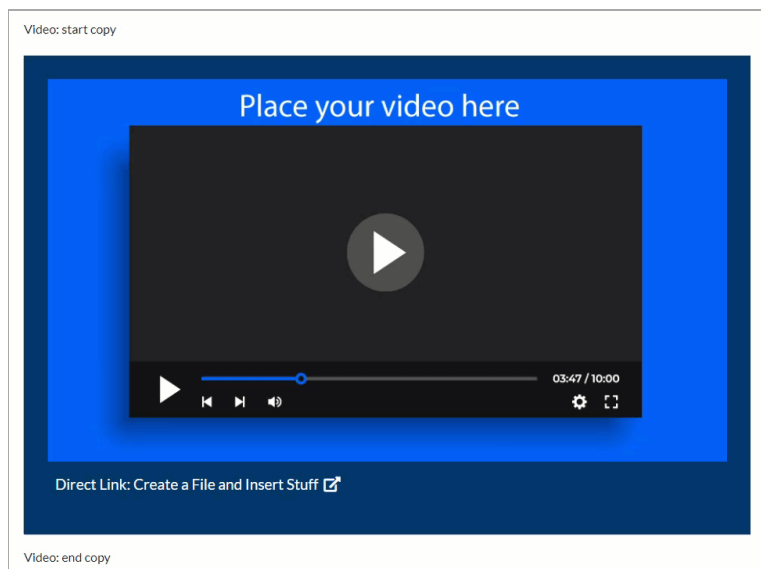 Video: start copy
Place your video here
03:47 / 10:00
Direct Link: Create a File and Insert Stuff
Video: end copy